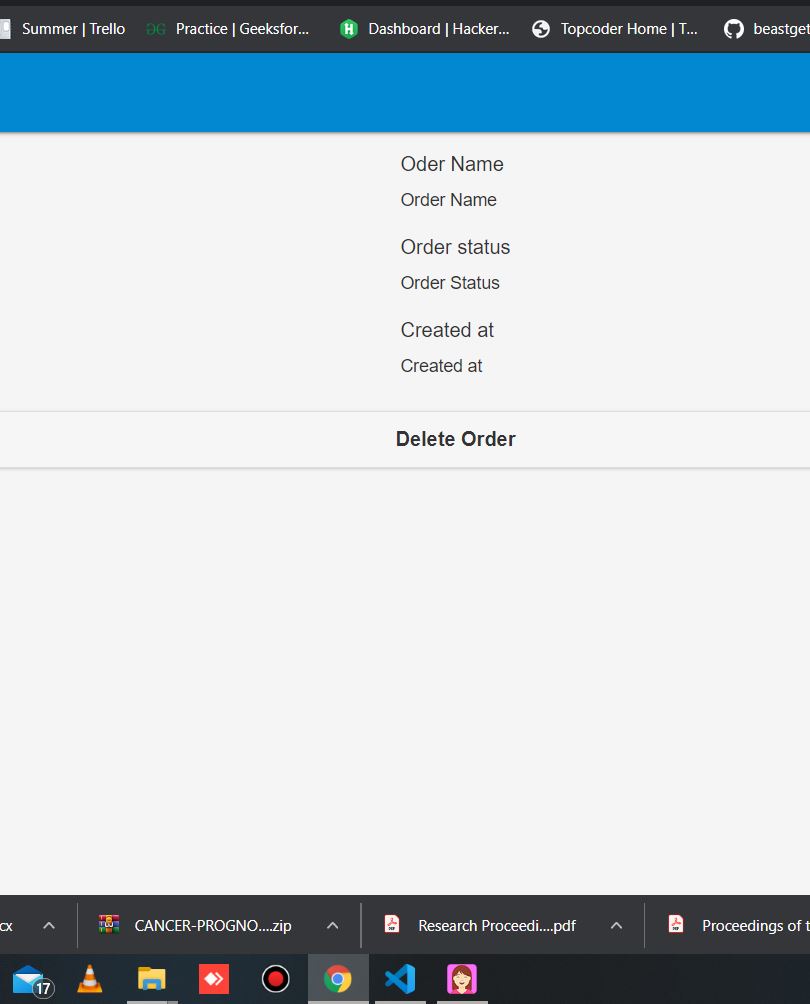 Summer | Trello Practice | Geeksfor... Dashboard | Hacker... Topcoder Home | T... beastget
Oder Name
Order Name
Order status
Order Status
Created at
Created at
Delete Order
cx CANCER-PROGNO....zip Research Proceedi....pdf Proceedings of t
17